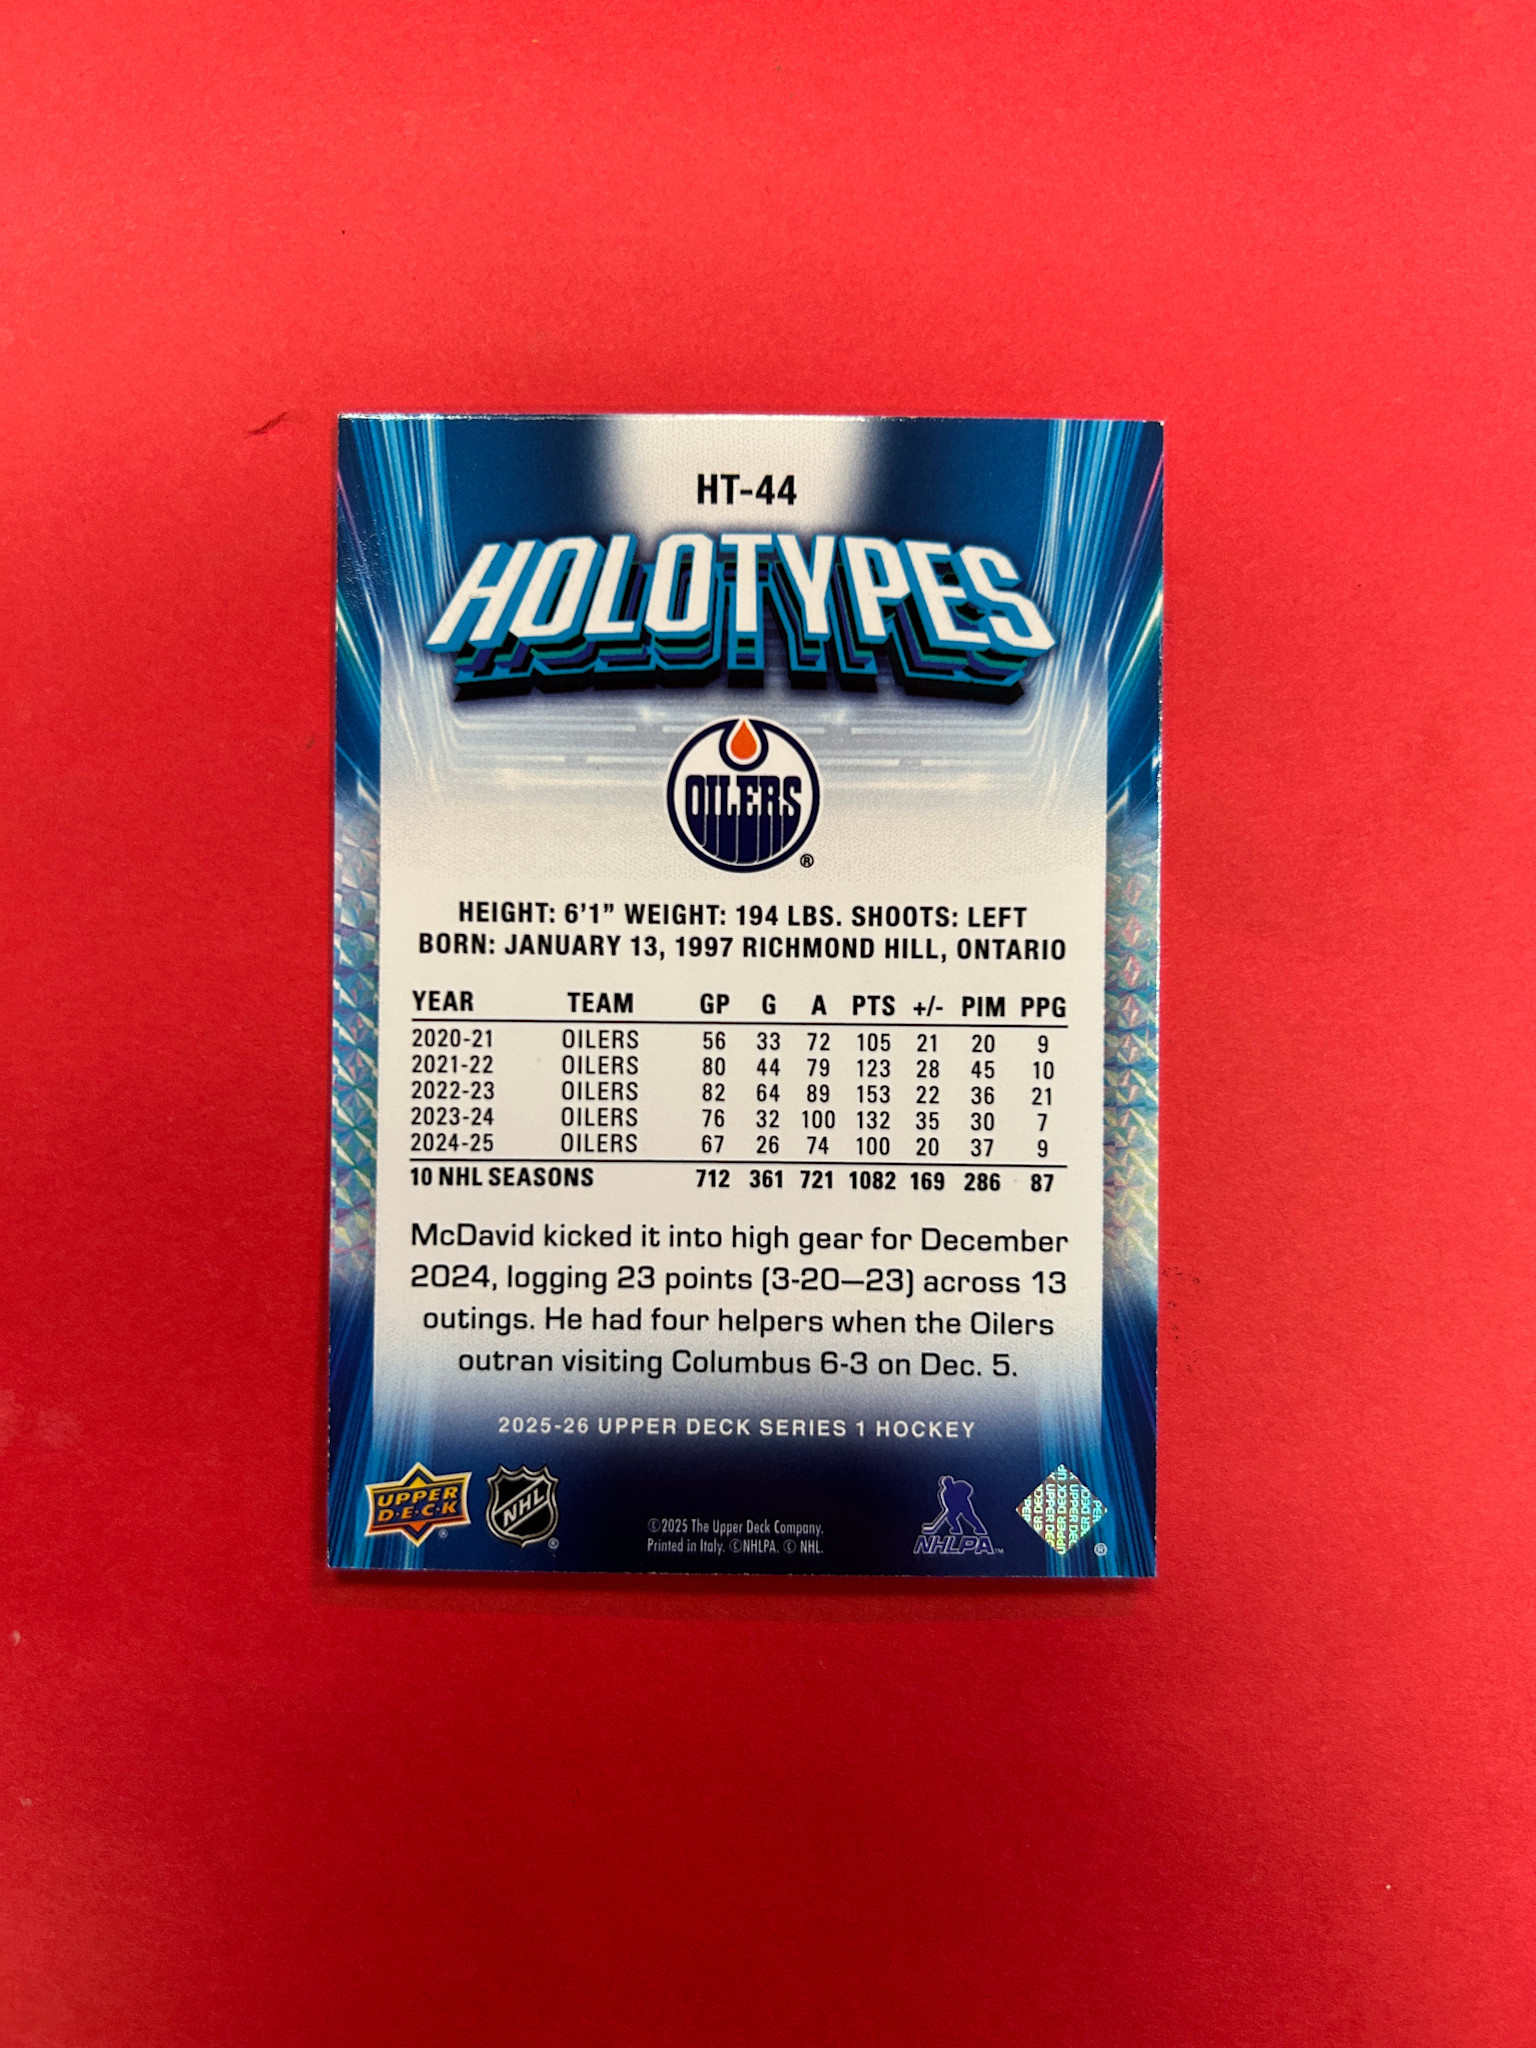 HT-44
HOLOTYPES
OILERS
®
HEIGHT: 6'1” WEIGHT: 194 LBS. SHOOTS: LEFT
BORN: JANUARY 13, 1997 RICHMOND HILL, ONTARIO
YEAR TEAM GP G A PTS +/- PIM PPG
2020-21 OILERS 56 33 72 105 21 20 9
2021-22 OILERS 80 44 79 123 28 45 10
2022-23 OILERS 82 64 89 153 22 36 21
2023-24 OILERS 76 32 100 132 35 30 7
2024-25 OILERS 67 26 74 100 20 37 9
10 NHL SEASONS 712 361 721 1082 169 286 87
McDavid kicked it into high gear for December
2024, logging 23 points (3-20—23) across 13
outings. He had four helpers when the Oilers
outran visiting Columbus 6-3 on Dec. 5.
2025-26 UPPER DECK SERIES 1 HOCKEY
UPPER
D·E·C·K
®
NHL
®
©2025 The Upper Deck Company.
Printed in Italy. ©NHLPA. © NHL.
NHLPA™
UPPER DECK
®